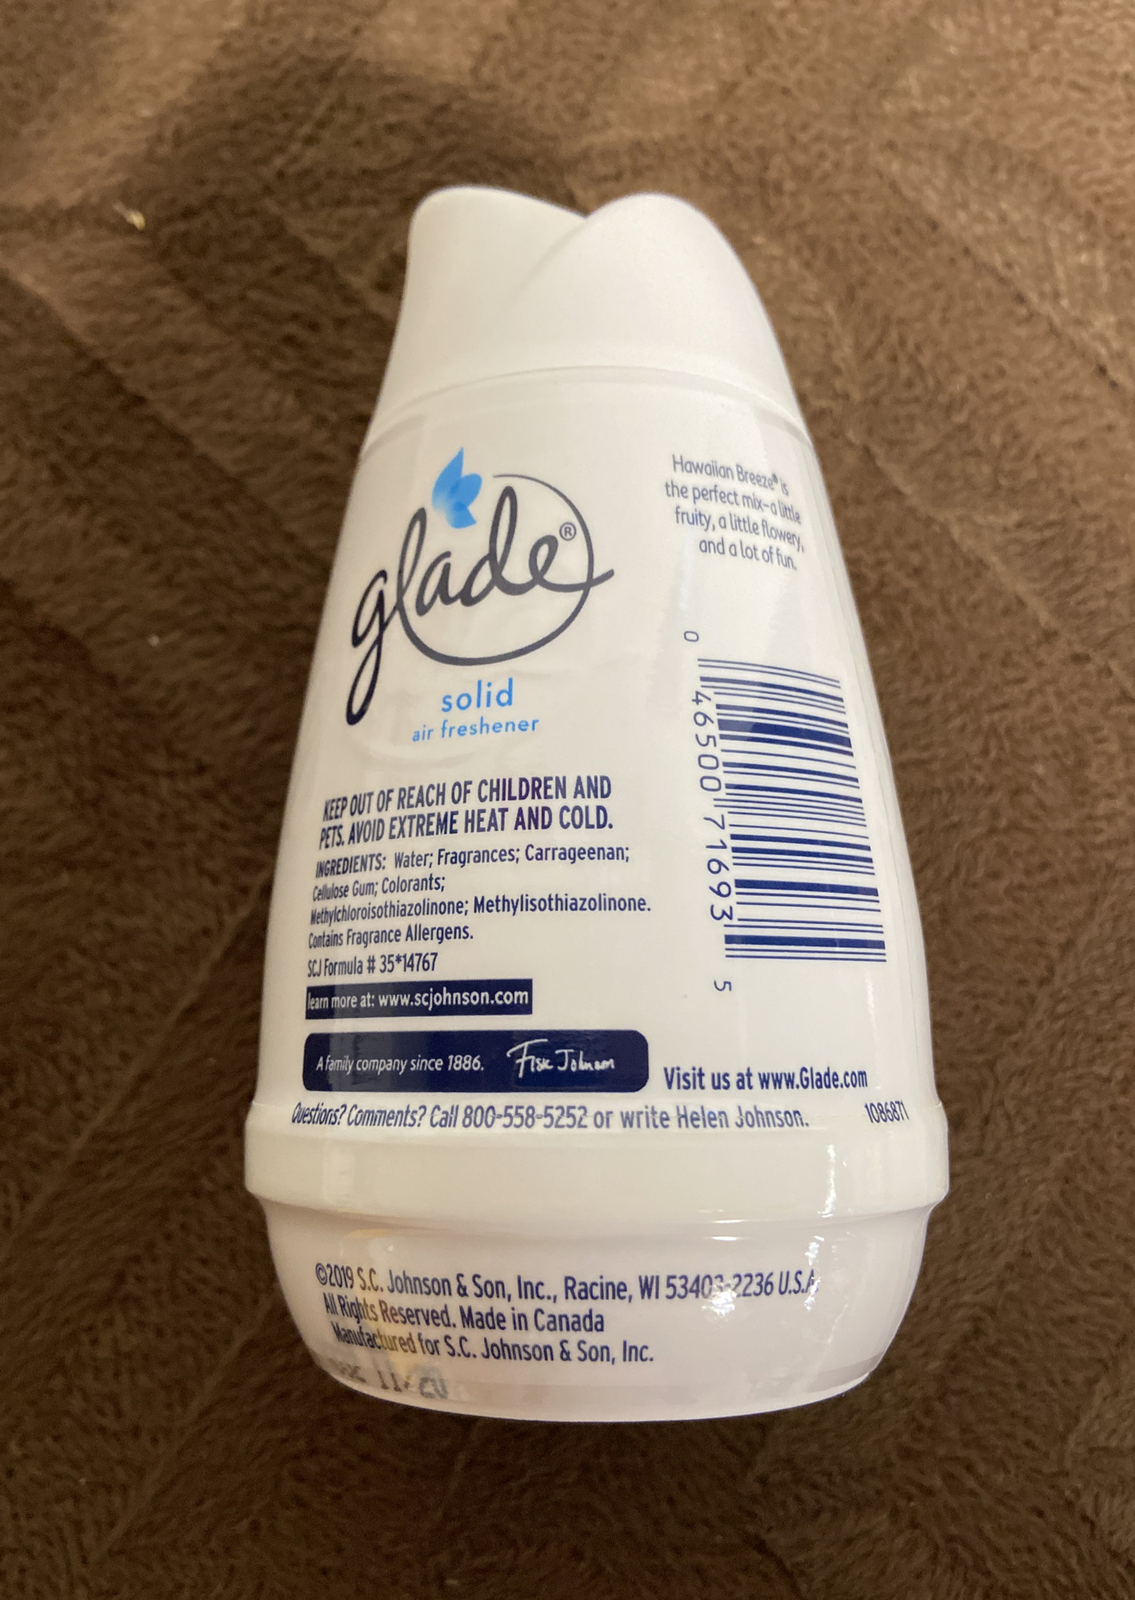 glade®
solid
air freshener
KEEP OUT OF REACH OF CHILDREN AND
PETS. AVOID EXTREME HEAT AND COLD.
INGREDIENTS: Water; Fragrances; Carrageenan;
Cellulose Gum; Colorants;
Methylchloroisothiazolinone; Methylisothiazolinone.
Contains Fragrance Allergens.
SCJ Formula # 35*14767
learn more at: www.scjohnson.com
A family company since 1886. Fisk Johnson
Hawaiian Breeze® is
the perfect mix–a little
fruity, a little flowery,
and a lot of fun.
0 46500 71693 5
Visit us at www.Glade.com
Questions? Comments? Call 800-558-5252 or write Helen Johnson. 1086871
©2019 S.C. Johnson & Son, Inc., Racine, WI 53403-2236 U.S.A.
All Rights Reserved. Made in Canada
Manufactured for S.C. Johnson & Son, Inc.